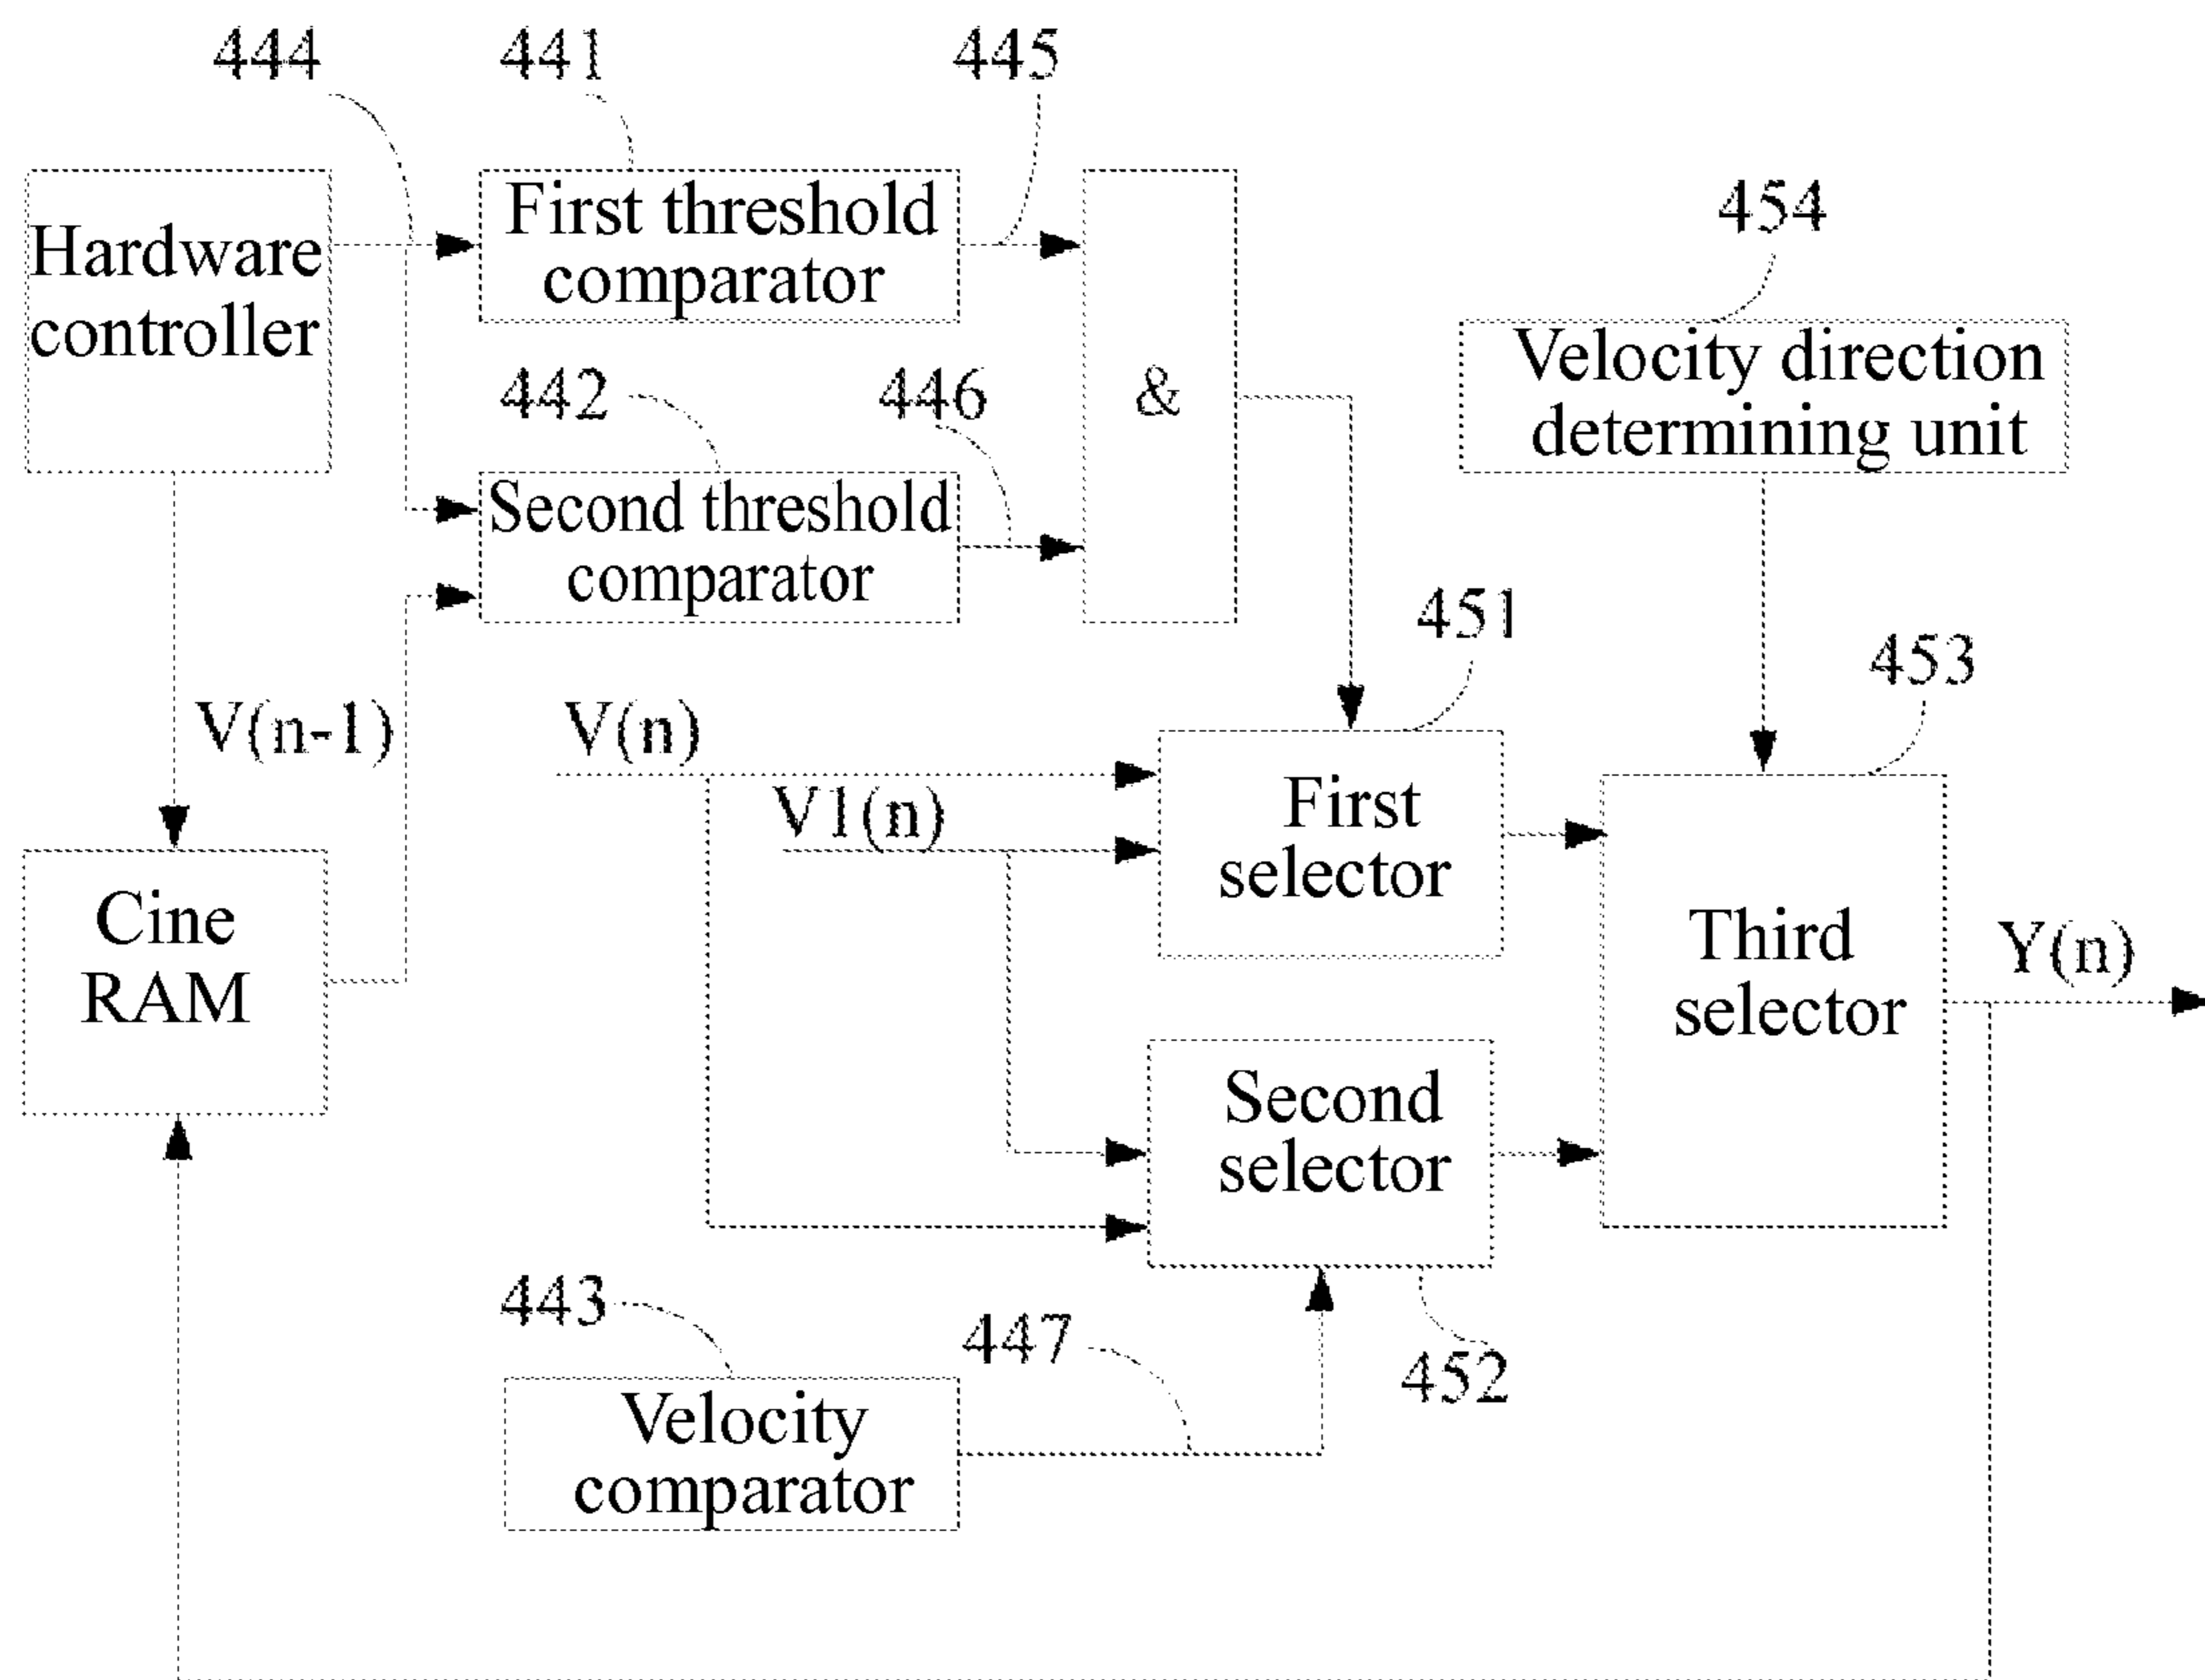 444
441
445
Hardware
controller
First threshold
comparator
454
Velocity direction
determining unit
442
446
&
Second threshold
comparator
451
453
V(n-1)
V(n)
V1(n)
First
selector
Cine
RAM
Third
selector
Y(n)
Second
selector
443
447
452
Velocity
comparator